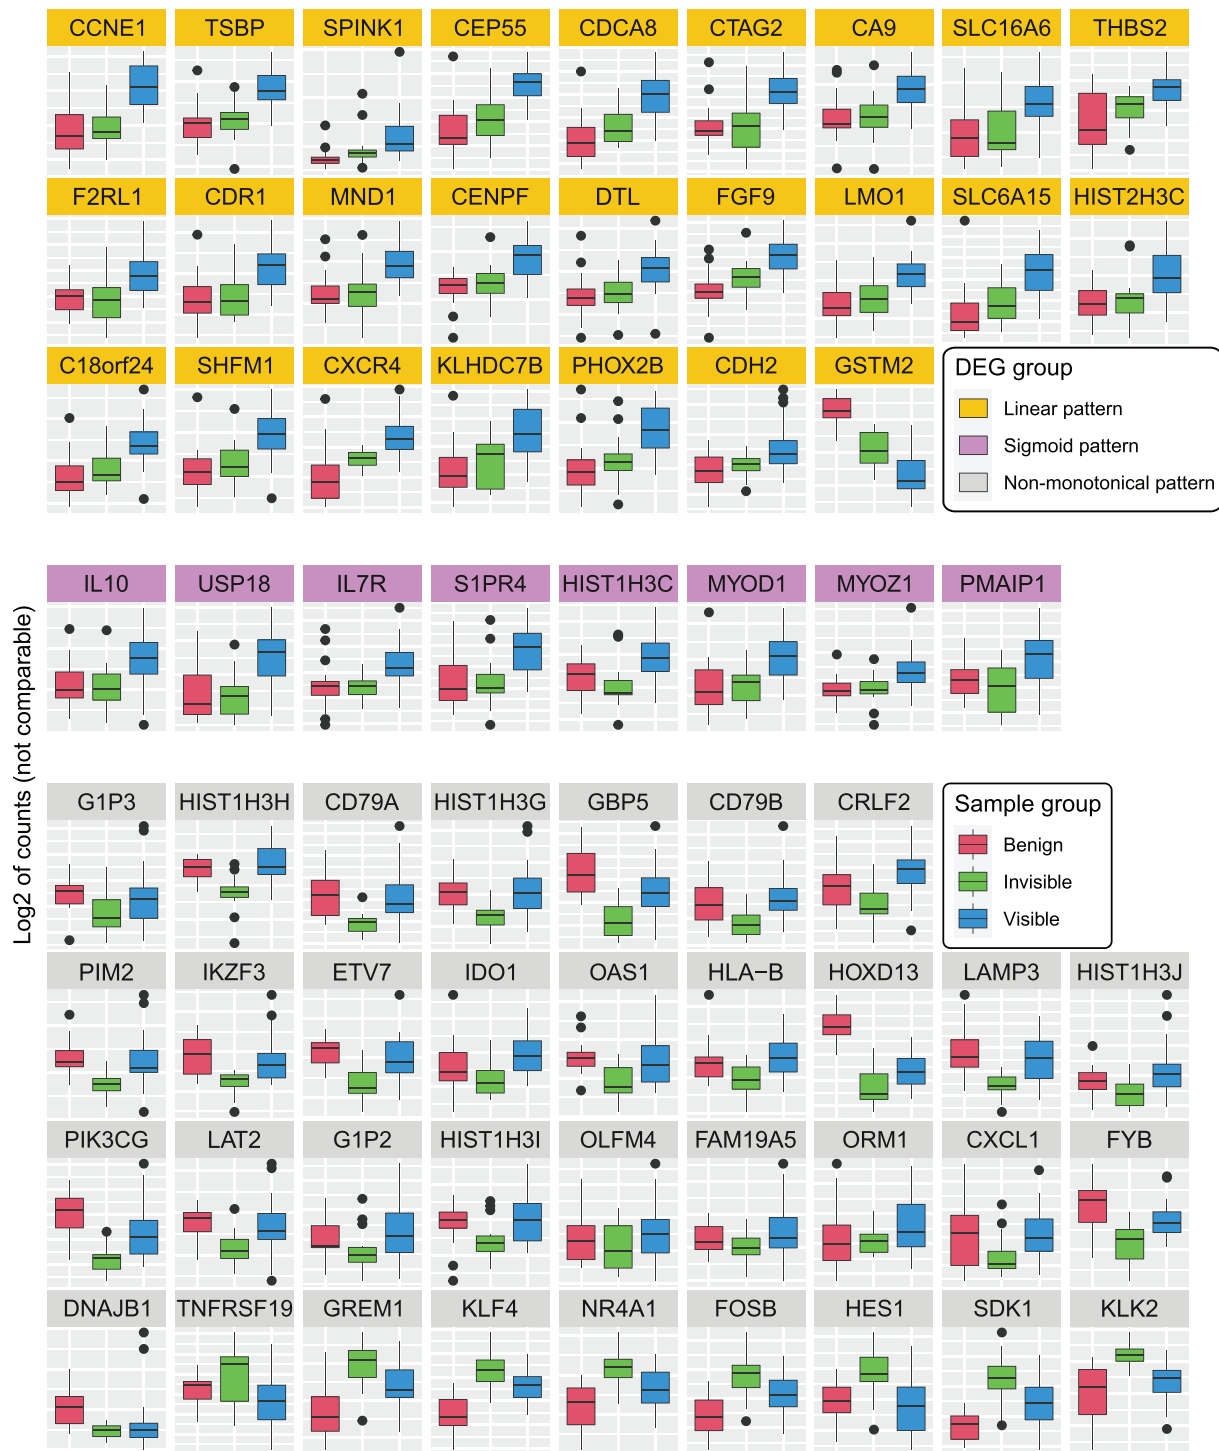 CCNE1 TSBP SPINK1 CEP55 CDCA8 CTAG2 CA9 SLC16A6 THBS2
F2RL1 CDR1 MND1 CENPF DTL FGF9 LMO1 SLC6A15 HIST2H3C
C18orf24 SHFM1 CXCR4 KLHDC7B PHOX2B CDH2 GSTM2
DEG group
Linear pattern
Sigmoid pattern
Non-monotonical pattern
IL10 USP18 IL7R S1PR4 HIST1H3C MYOD1 MYOZ1 PMAIP1
Log2 of counts (not comparable)
G1P3 HIST1H3H CD79A HIST1H3G GBP5 CD79B CRLF2
Sample group
Benign
Invisible
Visible
PIM2 IKZF3 ETV7 IDO1 OAS1 HLA−B HOXD13 LAMP3 HIST1H3J
PIK3CG LAT2 G1P2 HIST1H3I OLFM4 FAM19A5 ORM1 CXCL1 FYB
DNAJB1 TNFRSF19 GREM1 KLF4 NR4A1 FOSB HES1 SDK1 KLK2